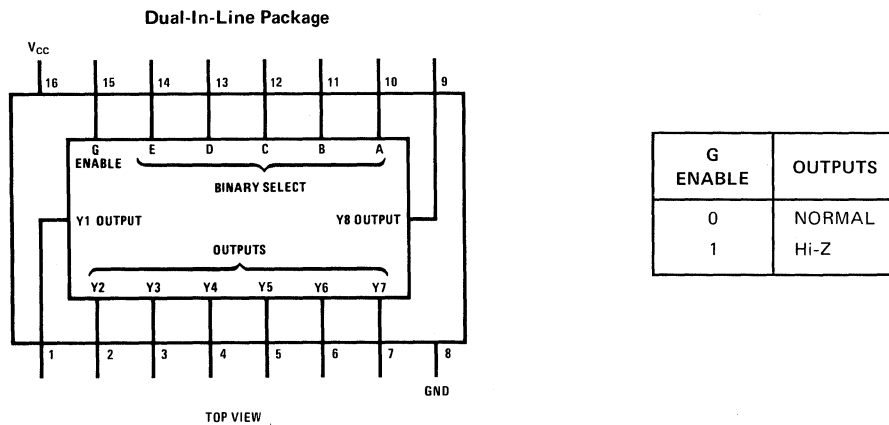 Dual-In-Line Package
VCC
16 15 14 13 12 11 10 9
G E D C B A
ENABLE
BINARY SELECT
Y1 OUTPUT Y8 OUTPUT
OUTPUTS
Y2 Y3 Y4 Y5 Y6 Y7
1 2 3 4 5 6 7 8
GND
TOP VIEW
G
ENABLE OUTPUTS
0 NORMAL
1 Hi-Z